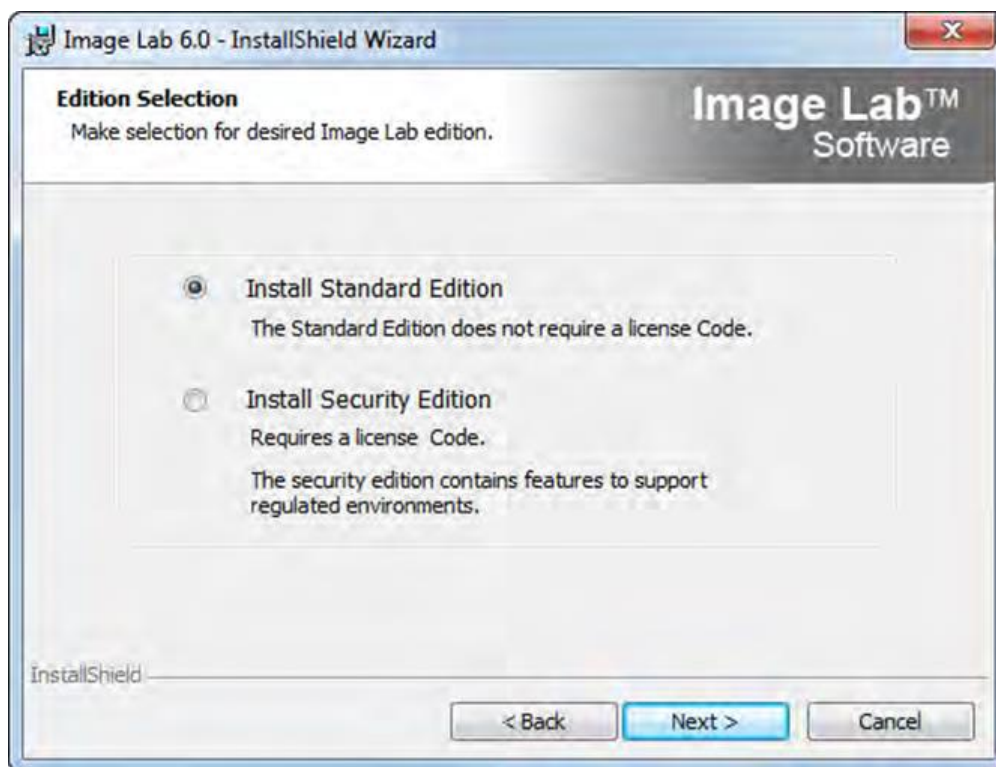 Image Lab 6.0 - InstallShield Wizard
Edition Selection
Make selection for desired Image Lab edition.
Image Lab™
Software
Install Standard Edition
The Standard Edition does not require a license Code.
Install Security Edition
Requires a license Code.
The security edition contains features to support
regulated environments.
InstallShield
< Back
Next >
Cancel